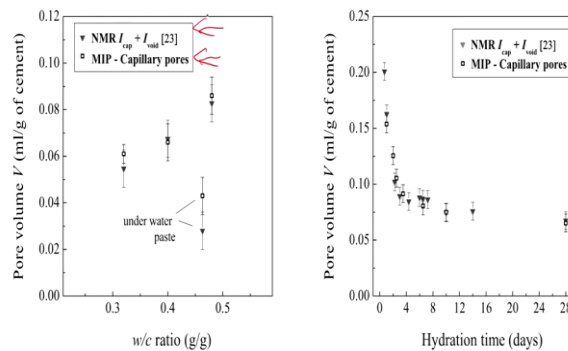 NMR I_cap + I_void [23]
MIP - Capillary pores
Pore volume V (ml/g of cement)
0.12
0.10
0.08
0.06
0.04
0.02
0.00
under water
paste
0.3
0.4
0.5
w/c ratio (g/g)
NMR I_cap + I_void [23]
MIP - Capillary pores
Pore volume V (ml/g of cement)
0.25
0.20
0.15
0.10
0.05
0.00
0 2 4 6 8 10 12 14 16 18 20 22 24 26 28
Hydration time (days)